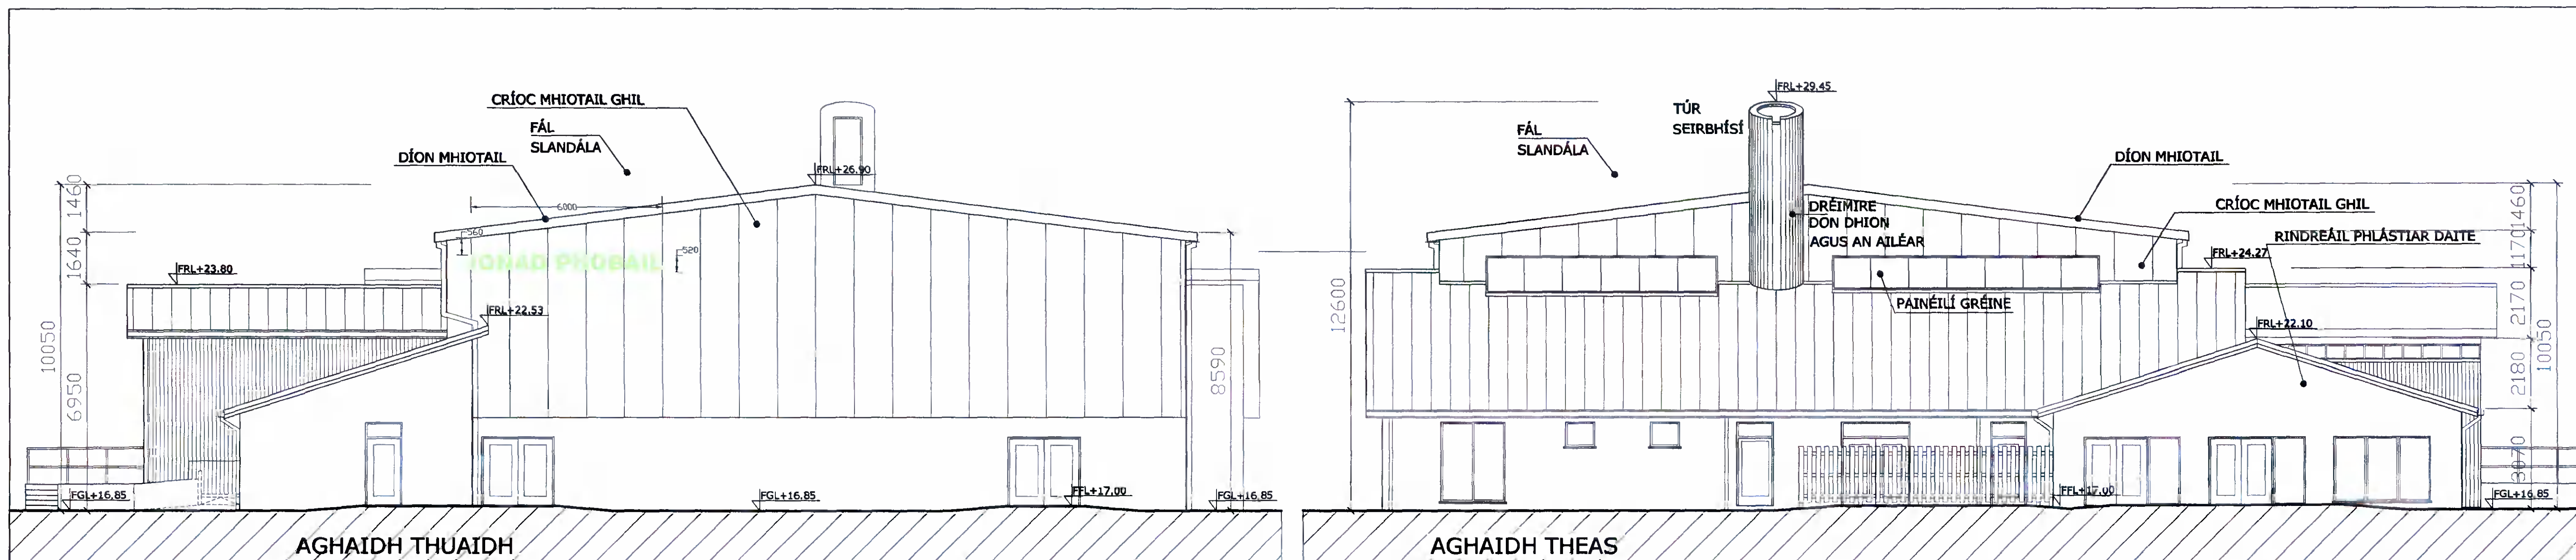 CRÍOC MHIOTAIL GHIL
FÁL
SLANDÁLA
DÍON MHIOTAIL
FRL+26.90
6000
560
520
IONAD PHOBAIL
FRL+23.80
FRL+22.53
1460
1640
10050
6950
8590
FGL+16.85
FGL+16.85
FFL+17.00
FGL+16.85
AGHAIDH THUAIDH
FRL+29.45
TÚR
SEIRBHÍSÍ
FÁL
SLANDÁLA
DÍON MHIOTAIL
DRÉIMIRE
DON DHION
AGUS AN AILÉAR
CRÍOC MHIOTAIL GHIL
RINDREÁIL PHLÁSTIAR DAITE
FRL+24.27
PAINÉILÍ GRÉINE
FRL+22.10
12600
1460
1170
2170
2180
10050
3070
FFL+17.00
FGL+16.85
AGHAIDH THEAS